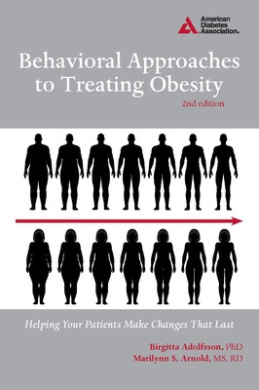 American
Diabetes
Association®
Behavioral Approaches
to Treating Obesity
2nd edition
Helping Your Patients Make Changes That Last
Birgitta Adolfsson, PhD
Marilynn S. Arnold, MS, RD